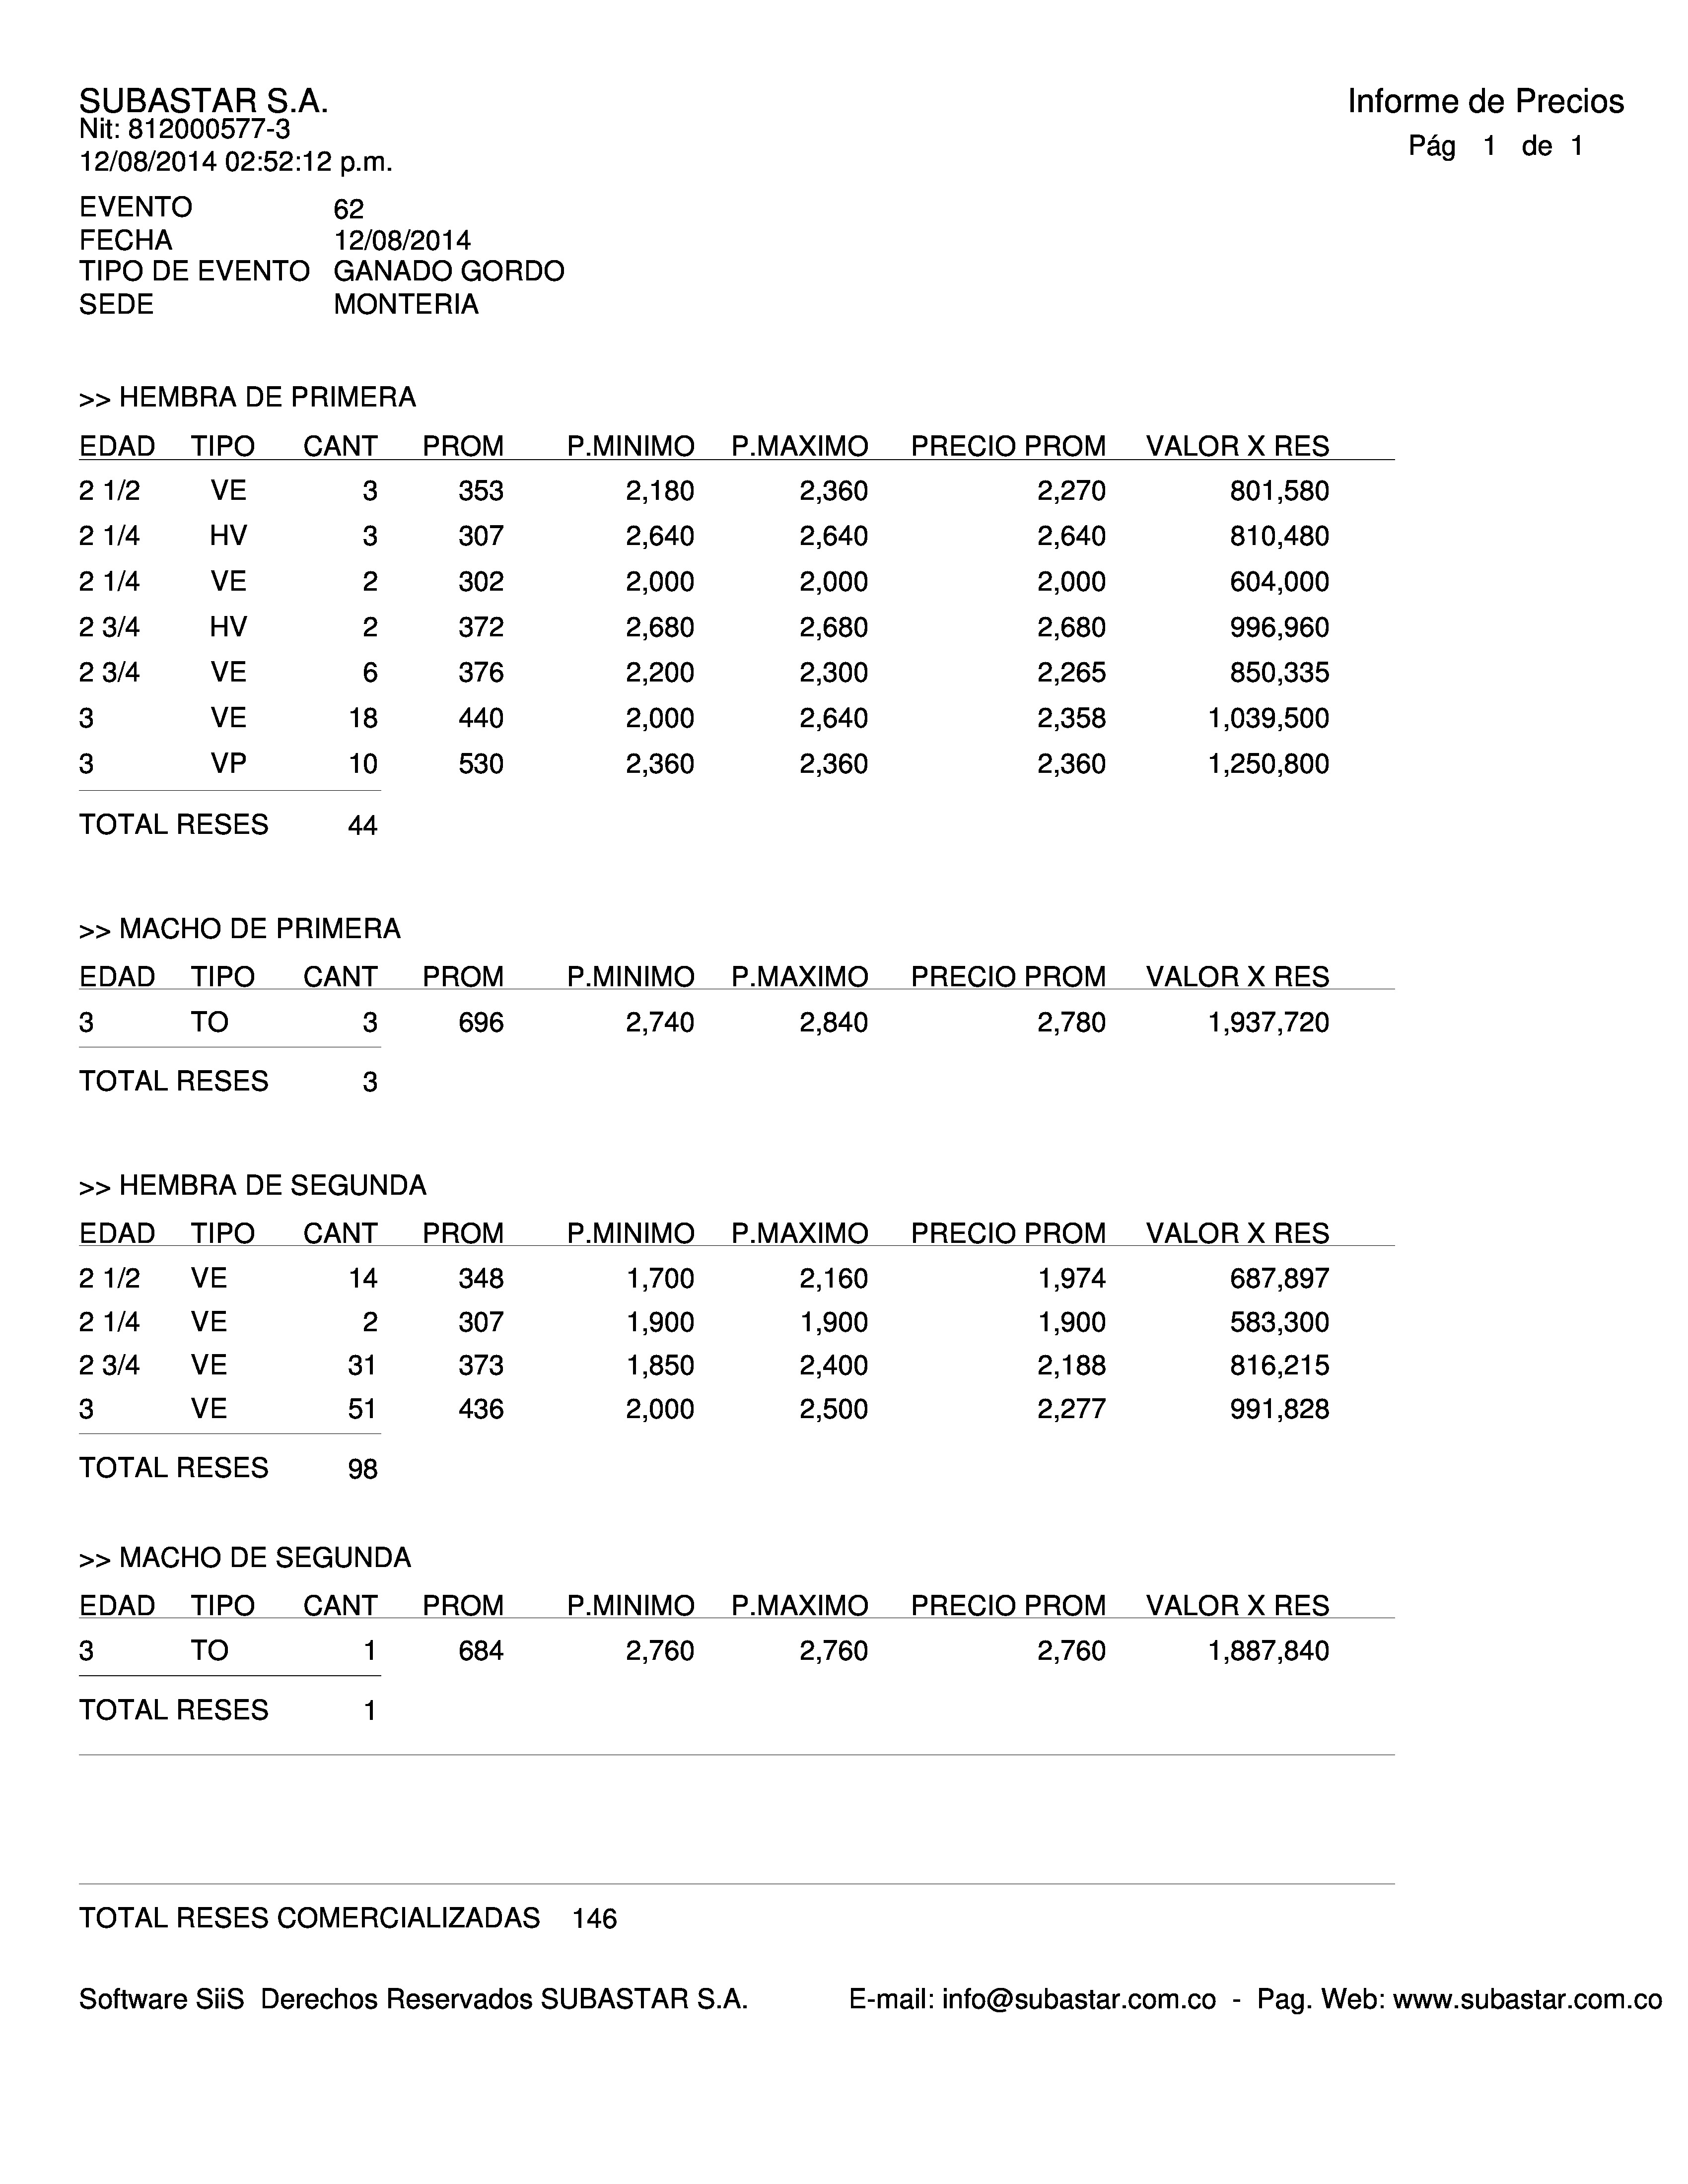 SUBASTAR S.A.
Informe de Precios
Nit: 812000577-3
Pág 1 de 1
12/08/2014 02:52:12 p.m.
EVENTO 62
FECHA 12/08/2014
TIPO DE EVENTO GANADO GORDO
SEDE MONTERIA
>> HEMBRA DE PRIMERA
EDAD TIPO CANT PROM P.MINIMO P.MAXIMO PRECIO PROM VALOR X RES
2 1/2 VE 3 353 2,180 2,360 2,270 801,580
2 1/4 HV 3 307 2,640 2,640 2,640 810,480
2 1/4 VE 2 302 2,000 2,000 2,000 604,000
2 3/4 HV 2 372 2,680 2,680 2,680 996,960
2 3/4 VE 6 376 2,200 2,300 2,265 850,335
3 VE 18 440 2,000 2,640 2,358 1,039,500
3 VP 10 530 2,360 2,360 2,360 1,250,800
TOTAL RESES 44
>> MACHO DE PRIMERA
EDAD TIPO CANT PROM P.MINIMO P.MAXIMO PRECIO PROM VALOR X RES
3 TO 3 696 2,740 2,840 2,780 1,937,720
TOTAL RESES 3
>> HEMBRA DE SEGUNDA
EDAD TIPO CANT PROM P.MINIMO P.MAXIMO PRECIO PROM VALOR X RES
2 1/2 VE 14 348 1,700 2,160 1,974 687,897
2 1/4 VE 2 307 1,900 1,900 1,900 583,300
2 3/4 VE 31 373 1,850 2,400 2,188 816,215
3 VE 51 436 2,000 2,500 2,277 991,828
TOTAL RESES 98
>> MACHO DE SEGUNDA
EDAD TIPO CANT PROM P.MINIMO P.MAXIMO PRECIO PROM VALOR X RES
3 TO 1 684 2,760 2,760 2,760 1,887,840
TOTAL RESES 1
TOTAL RESES COMERCIALIZADAS 146
Software SiiS Derechos Reservados SUBASTAR S.A. E-mail: info@subastar.com.co - Pag. Web: www.subastar.com.co